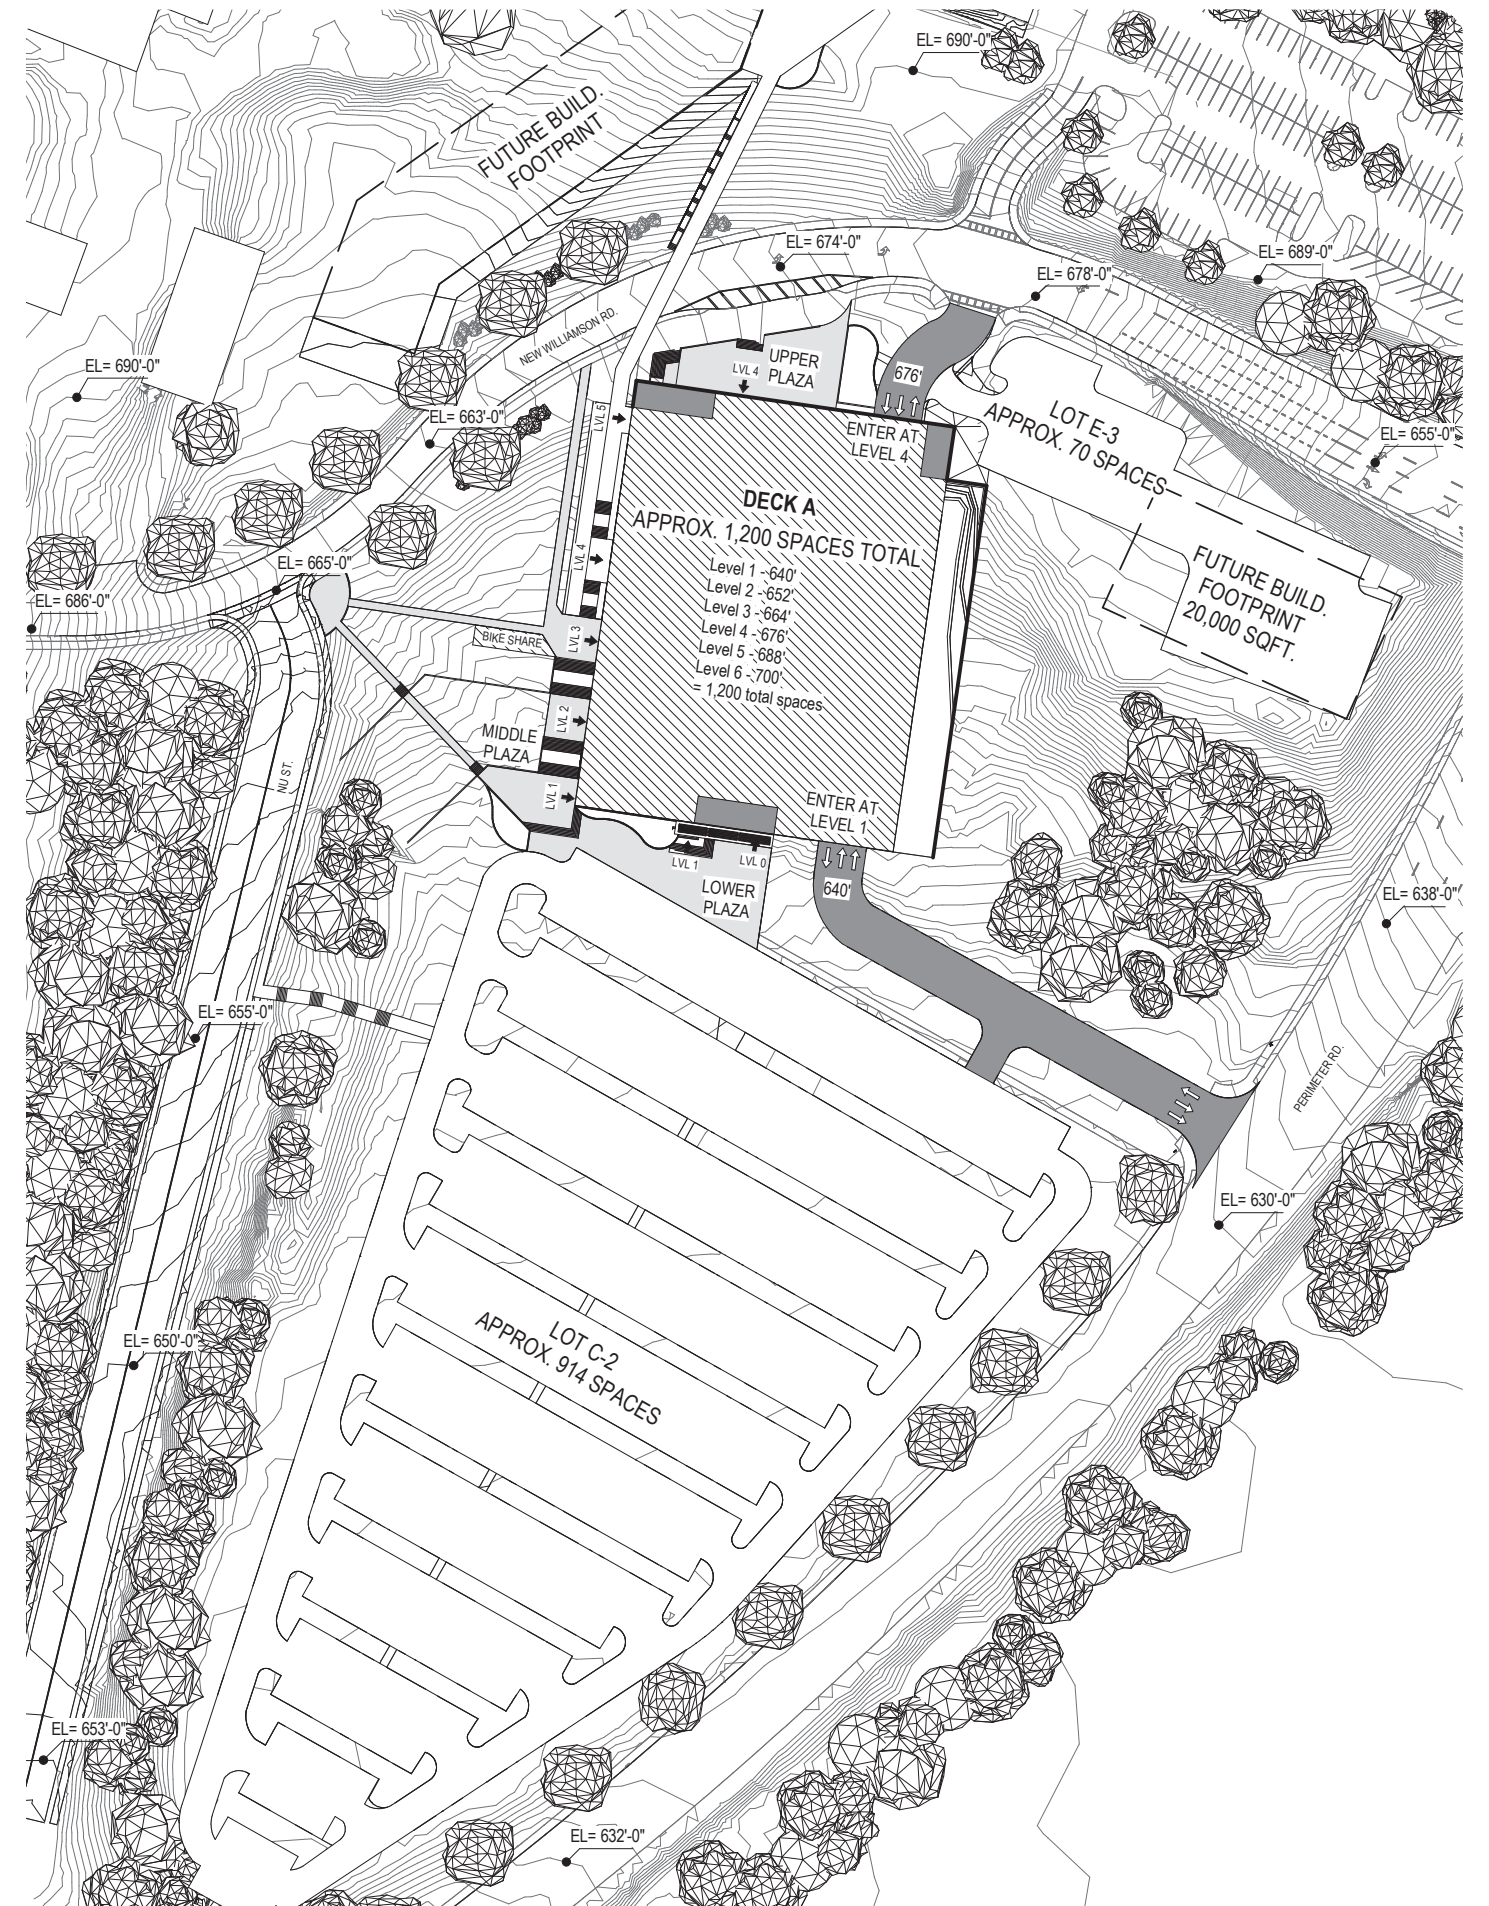 EL= 690'-0"
FUTURE BUILD.
FOOTPRINT
EL= 674'-0"
EL= 689'-0"
EL= 678'-0"
NEW WILLIAMSON RD.
EL= 690'-0"
UPPER
PLAZA
LVL 4
676'
LOT E-3
APPROX. 70 SPACES
EL= 663'-0"
LVL 5
ENTER AT
LEVEL 4
EL= 655'-0"
DECK A
APPROX. 1,200 SPACES TOTAL
Level 1 - 640'
Level 2 - 652'
Level 3 - 664'
Level 4 - 676'
Level 5 - 688'
Level 6 - 700'
= 1,200 total spaces
LVL 4
FUTURE BUILD.
FOOTPRINT
20,000 SQFT.
EL= 665'-0"
EL= 686'-0"
BIKE SHARE
LVL 3
LVL 2
MIDDLE
PLAZA
NU ST.
LVL 1
ENTER AT
LEVEL 1
LVL 1
LVL 0
640'
LOWER
PLAZA
EL= 638'-0"
EL= 655'-0"
PERIMETER RD.
EL= 630'-0"
EL= 650'-0"
LOT C-2
APPROX. 914 SPACES
EL= 653'-0"
EL= 632'-0"